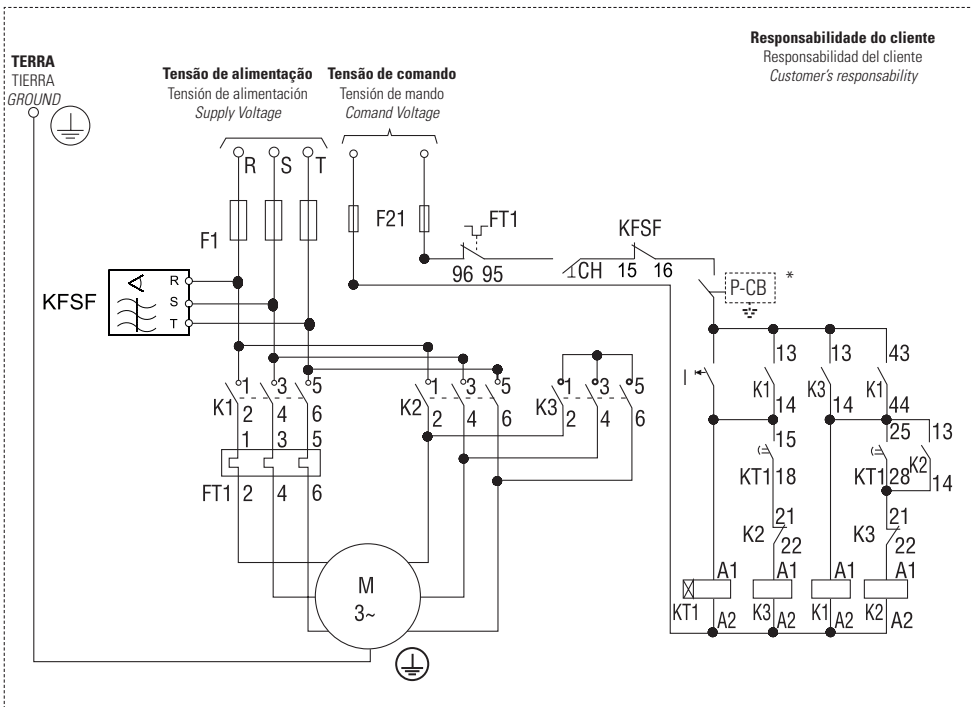 Responsabilidade do cliente
Responsabilidad del cliente
Customer's responsability
TERRA
TIERRA
GROUND
Tensão de alimentação
Tensión de alimentación
Supply Voltage
Tensão de comando
Tensión de mando
Comand Voltage
R S T
F1
F21
FT1
96 95
CH
KFSF
15 16
P-CB *
KFSF
R
S
T
K1
1 3 5
2 4 6
K2
1 3 5
2 4 6
K3
1 3 5
2 4 6
1 3 5
FT1 2 4 6
M
3~
I
13
K1
14
13
K3
14
43
K1
44
15
KT1 18
25
KT1 28
13
K2
14
21
K2
22
21
K3
22
KT1 A1 A2
K3 A1 A2
K1 A1 A2
K2 A1 A2